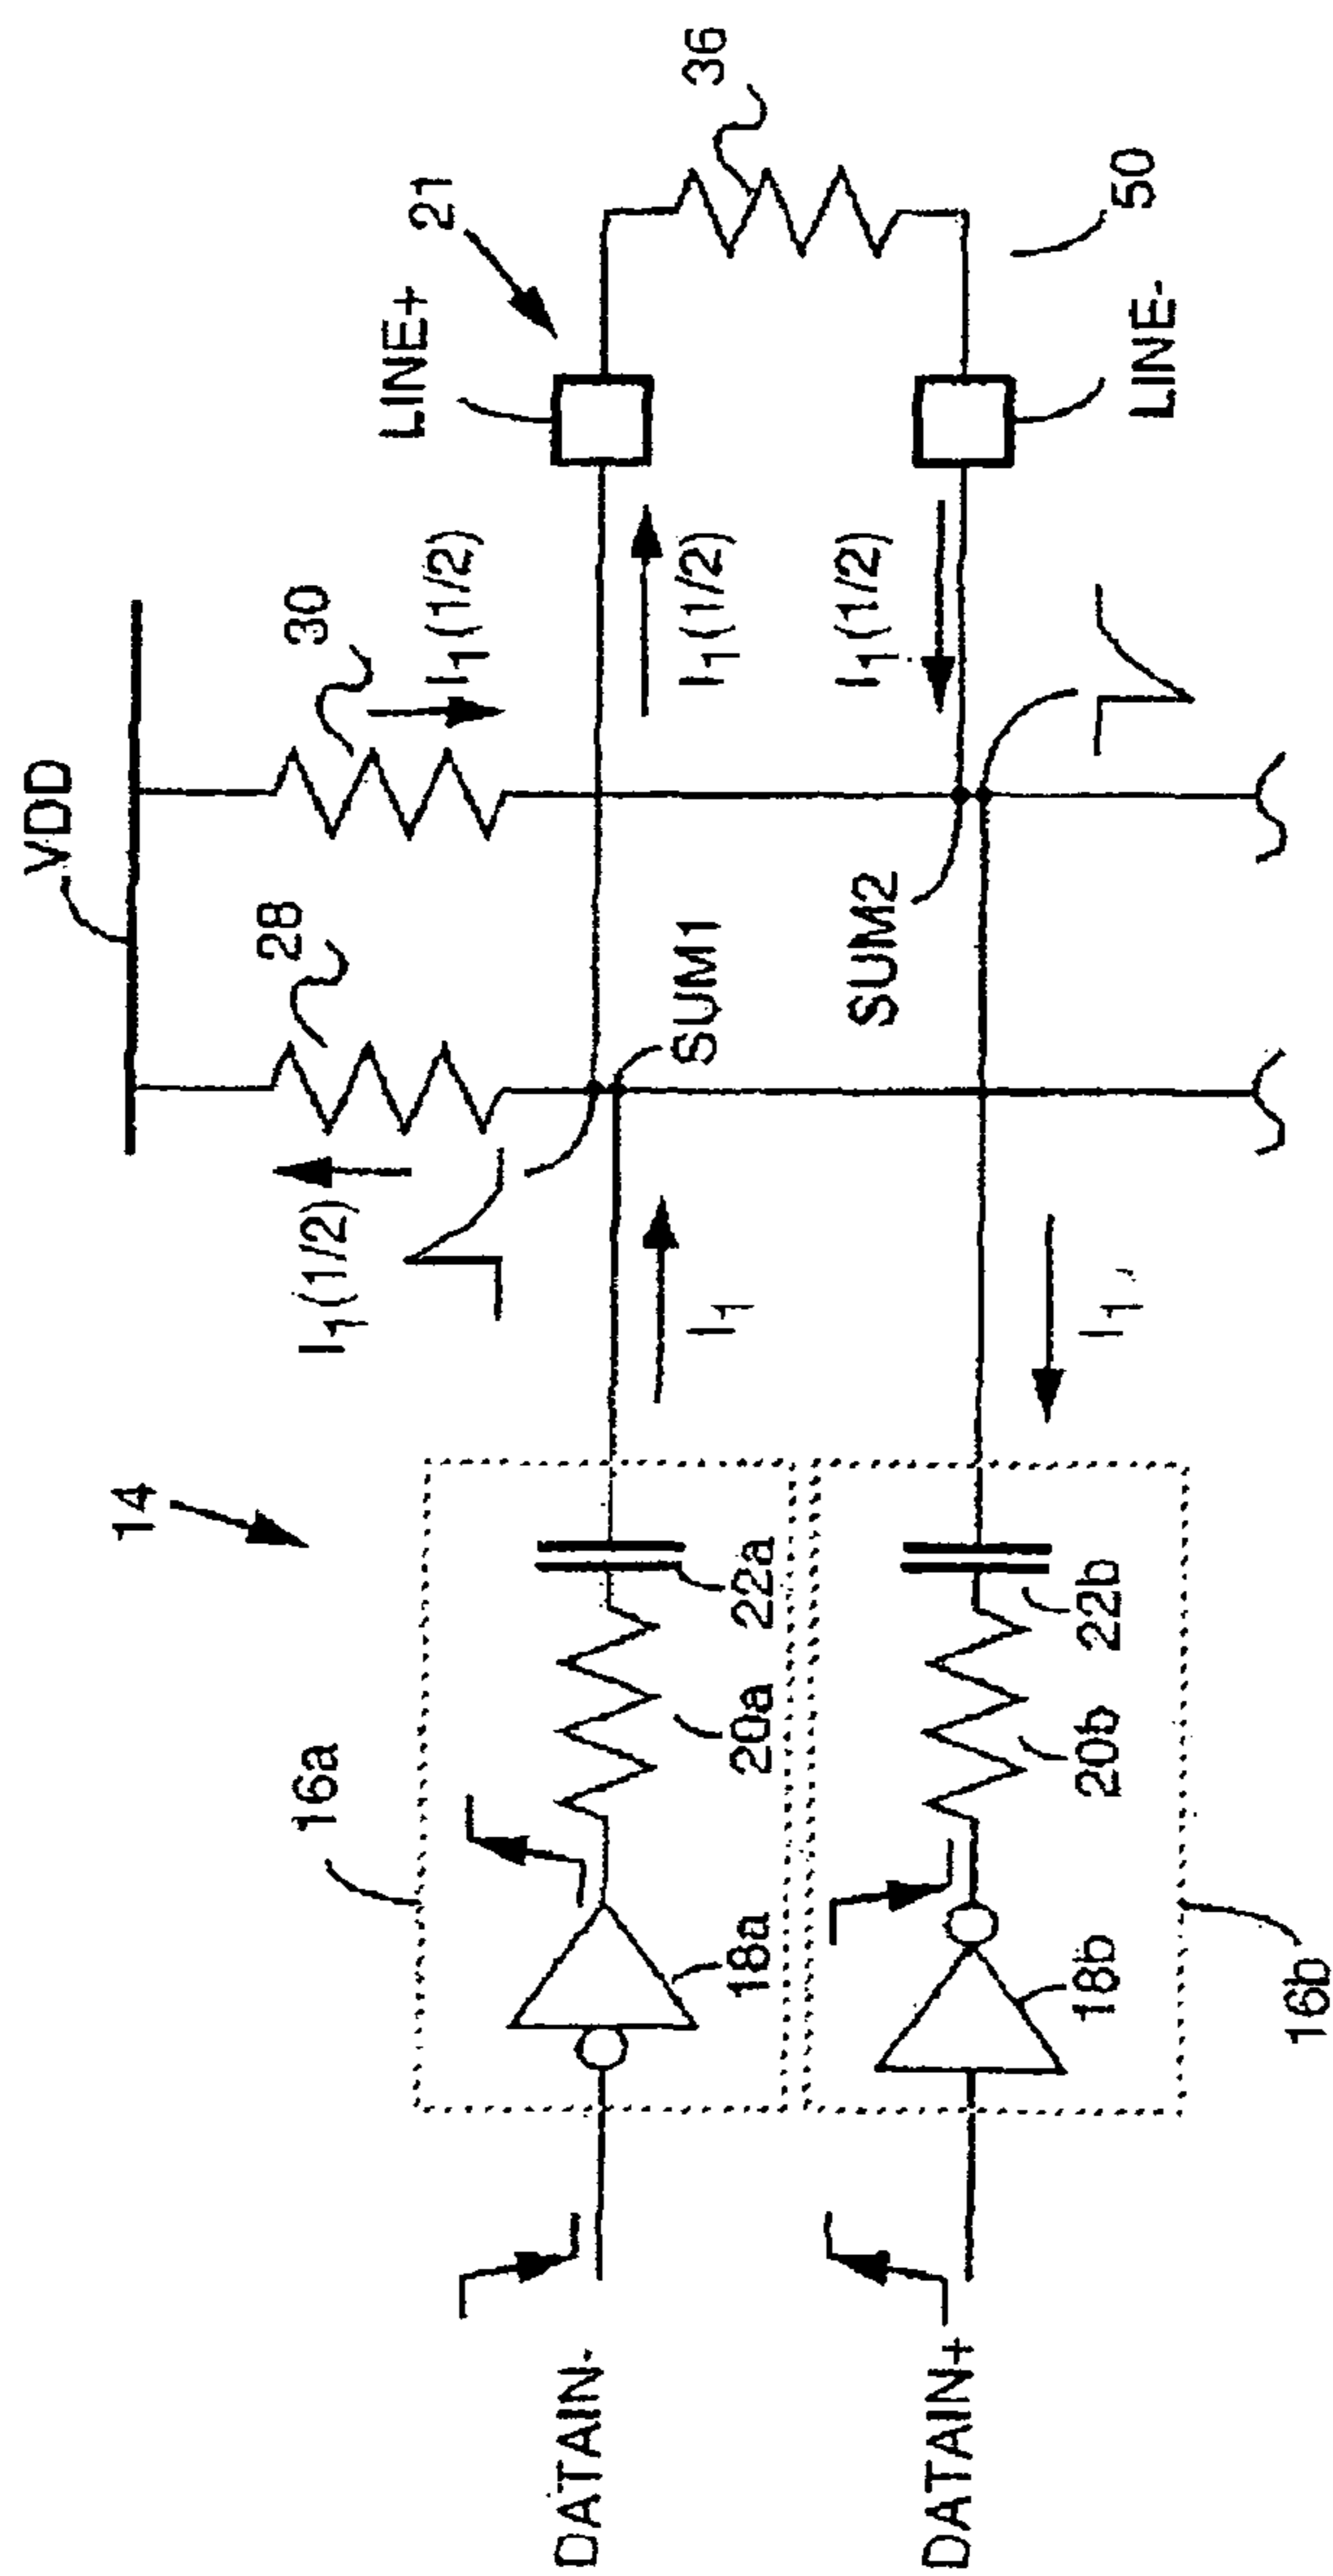 VDD
28
30
I1(1/2)
I1(1/2)
14
16a
LINE+
21
36
DATAIN-
18a
20a
22a
I1
SUM1
I1(1/2)
SUM2
I1(1/2)
DATAIN+
18b
20b
22b
I1
LINE-
50
16b